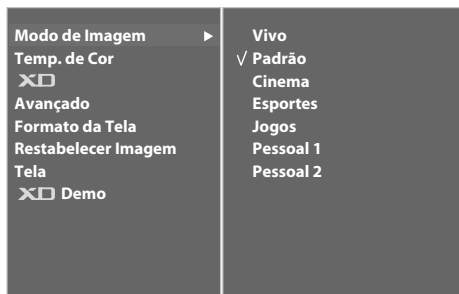 Modo de Imagem ▶
Temp. de Cor
XD
Avançado
Formato da Tela
Restabelecer Imagem
Tela
XD Demo
Vivo
√ Padrão
Cinema
Esportes
Jogos
Pessoal 1
Pessoal 2